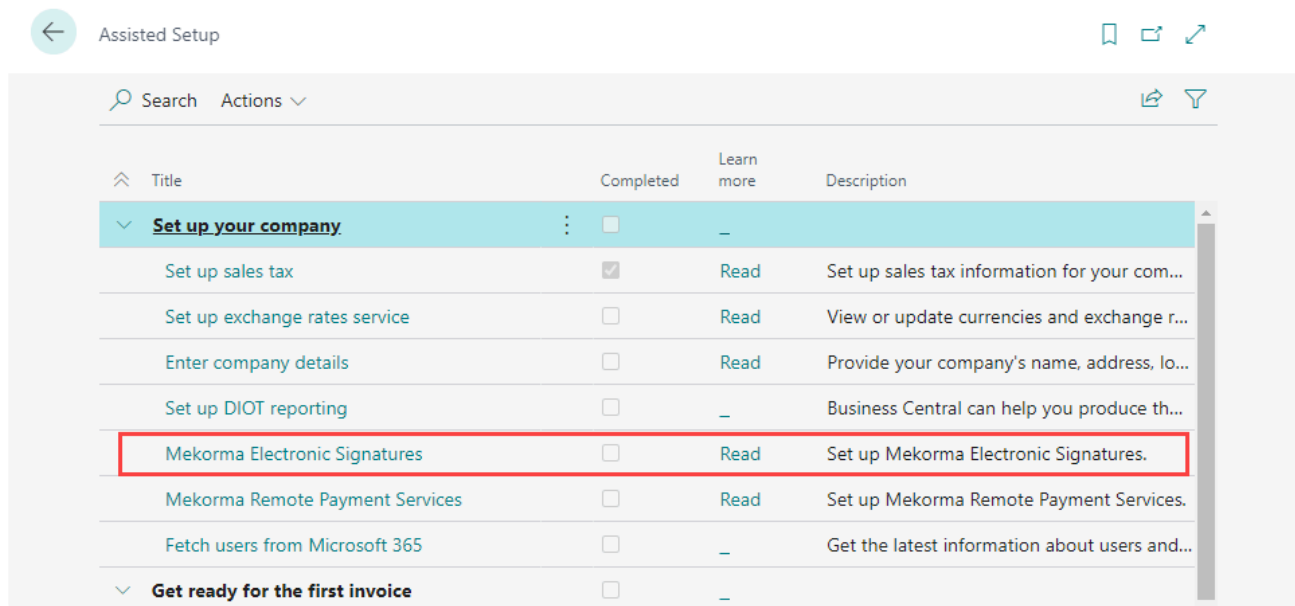 Assisted Setup
Search Actions
Title Completed Learn more Description
Set up your company _
Set up sales tax Read Set up sales tax information for your com...
Set up exchange rates service Read View or update currencies and exchange r...
Enter company details Read Provide your company's name, address, lo...
Set up DIOT reporting _ Business Central can help you produce th...
Mekorma Electronic Signatures Read Set up Mekorma Electronic Signatures.
Mekorma Remote Payment Services Read Set up Mekorma Remote Payment Services.
Fetch users from Microsoft 365 _ Get the latest information about users and...
Get ready for the first invoice _